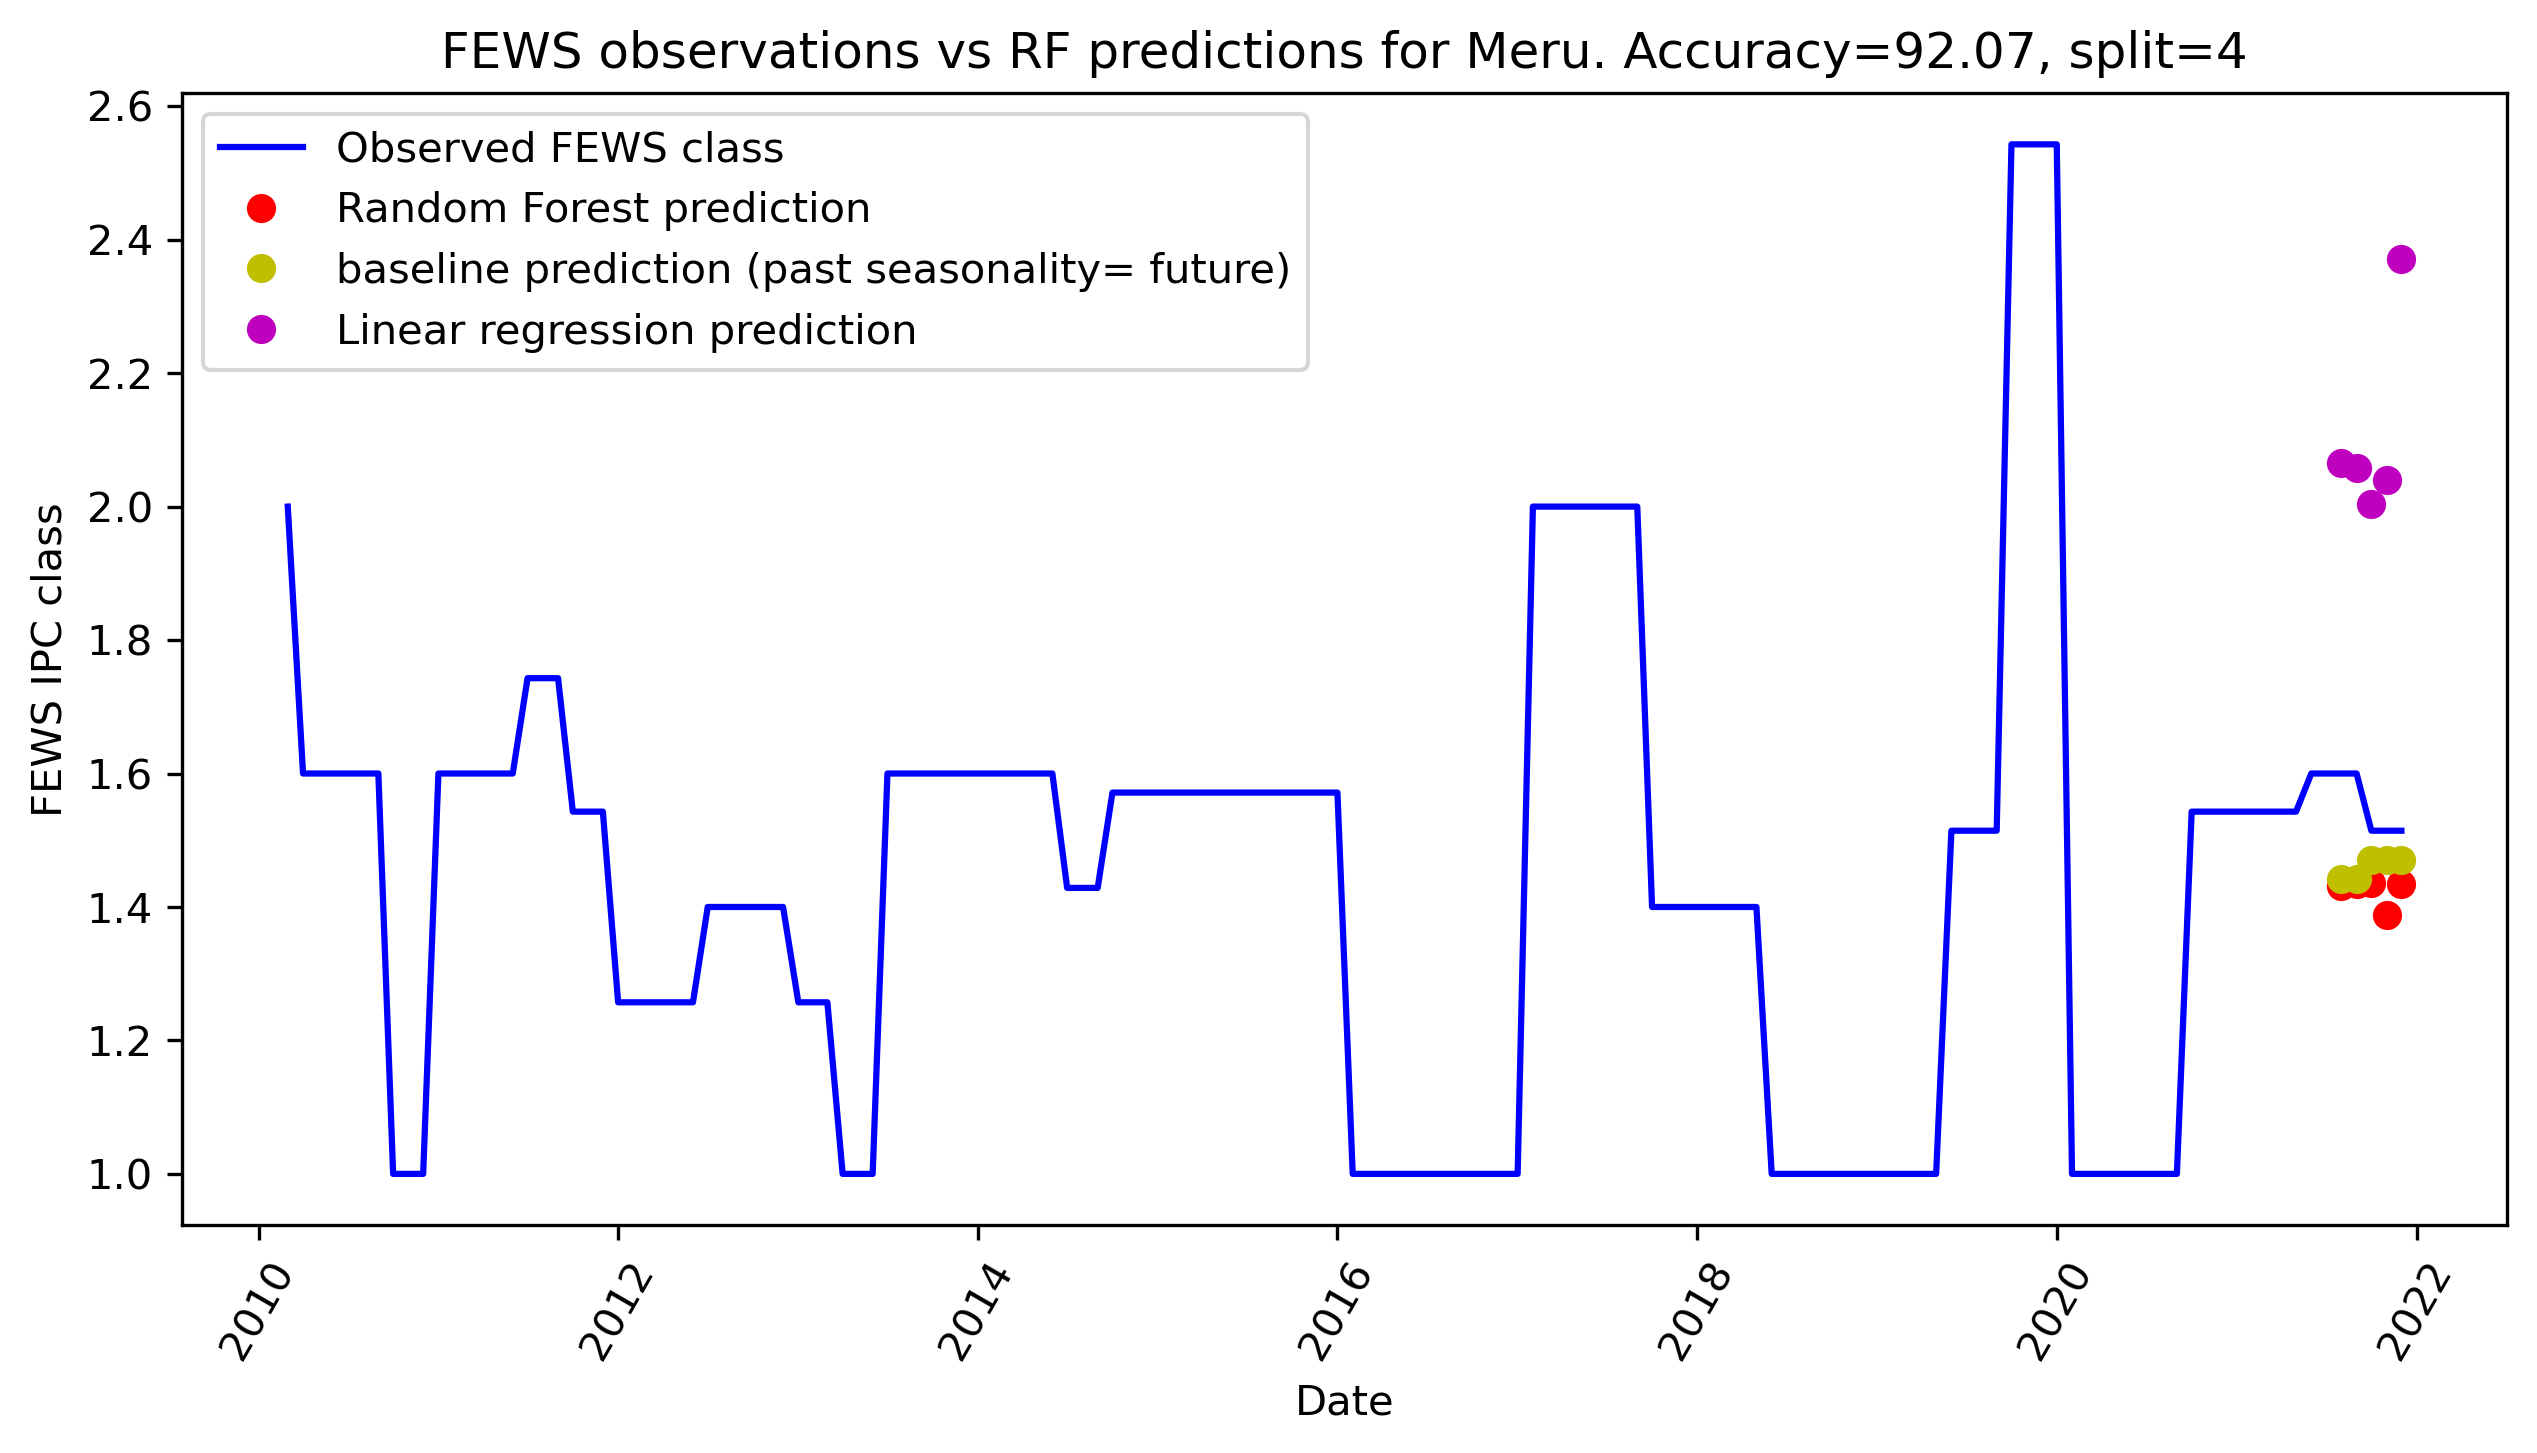 FEWS observations vs RF predictions for Meru. Accuracy=92.07, split=4
Observed FEWS class
Random Forest prediction
baseline prediction (past seasonality= future)
Linear regression prediction
FEWS IPC class
2.6
2.4
2.2
2.0
1.8
1.6
1.4
1.2
1.0
2010
2012
2014
2016
2018
2020
2022
Date